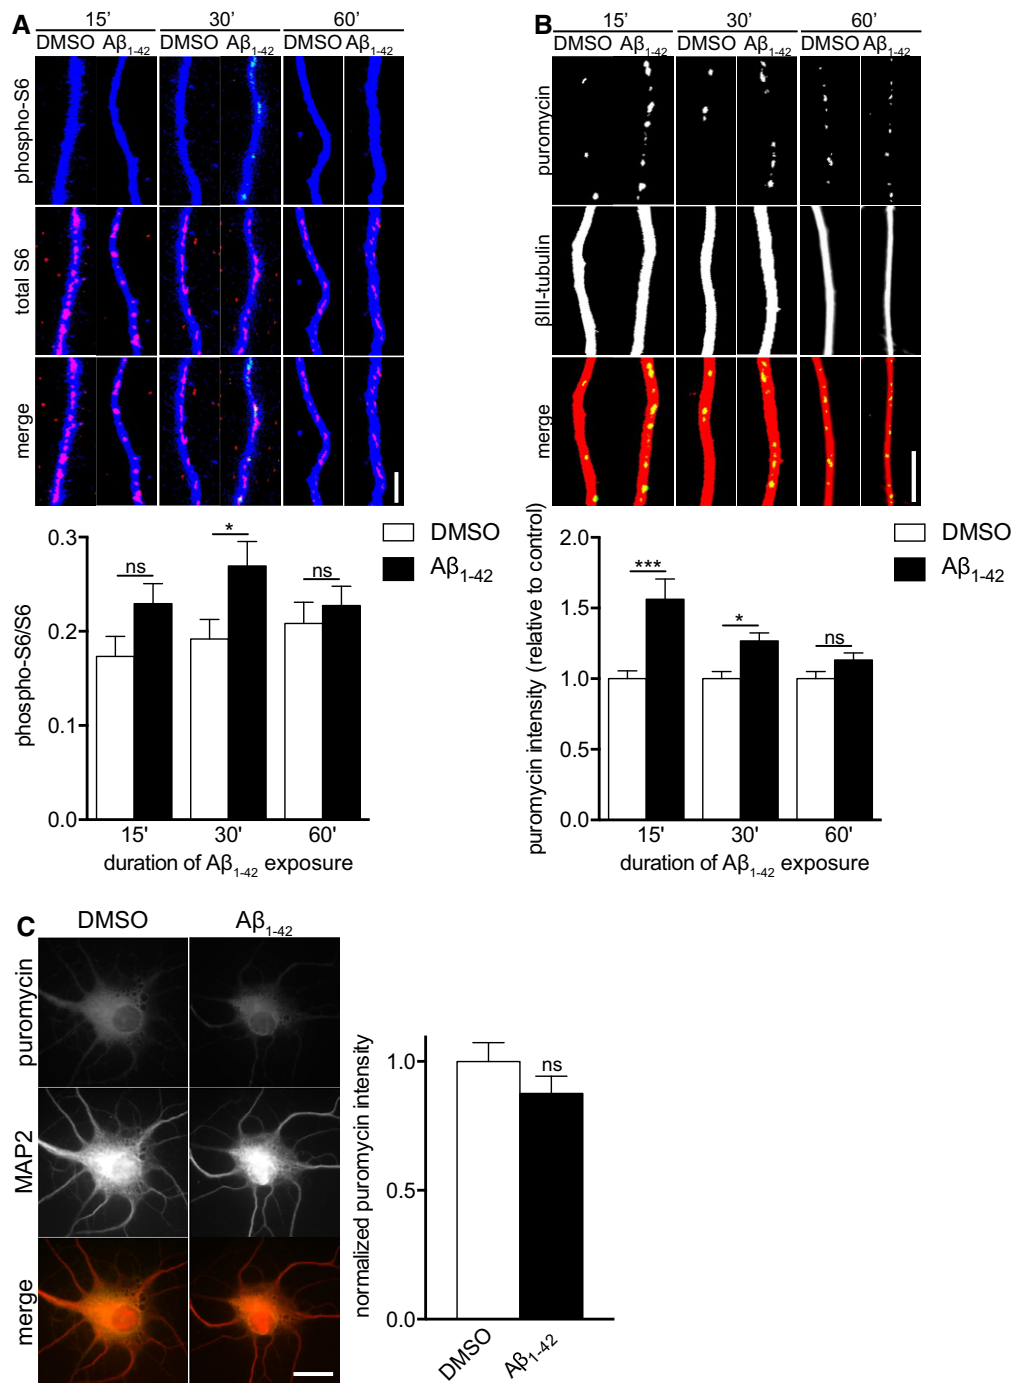 A
15’ 30’ 60’
DMSO Aβ1-42 DMSO Aβ1-42 DMSO Aβ1-42
phospho-S6
total S6
merge
0.3
0.2
0.1
0.0
phospho-S6/S6
ns * ns
DMSO
Aβ1-42
15' 30' 60'
duration of Aβ1-42 exposure
B
15’ 30’ 60’
DMSO Aβ1-42 DMSO Aβ1-42 DMSO Aβ1-42
puromycin
βIII-tubulin
merge
2.0
1.5
1.0
0.5
0.0
puromycin intensity (relative to control)
*** * ns
DMSO
Aβ1-42
15' 30' 60'
duration of Aβ1-42 exposure
C
DMSO Aβ1-42
puromycin
MAP2
merge
1.0
0.5
0.0
normalized puromycin intensity
ns
DMSO
Aβ1-42